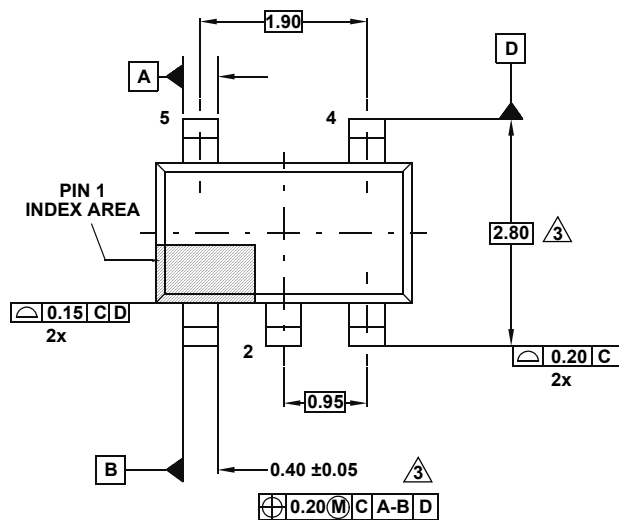 1.90
D
A
5
4
PIN 1
INDEX AREA
2.80
3
0.15 C D
2x
2
0.20 C
2x
0.95
B
0.40 ±0.05
3
0.20 Ⓜ C A-B D